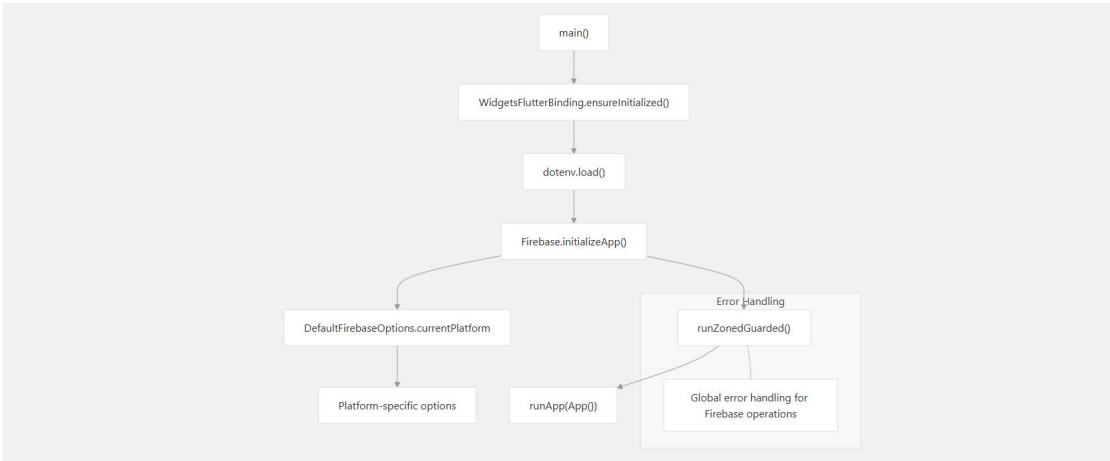 main()
WidgetsFlutterBinding.ensureInitialized()
dotenv.load()
Firebase.initializeApp()
Error Handling
DefaultFirebaseOptions.currentPlatform
runZonedGuarded()
Platform-specific options
runApp(App())
Global error handling for
Firebase operations